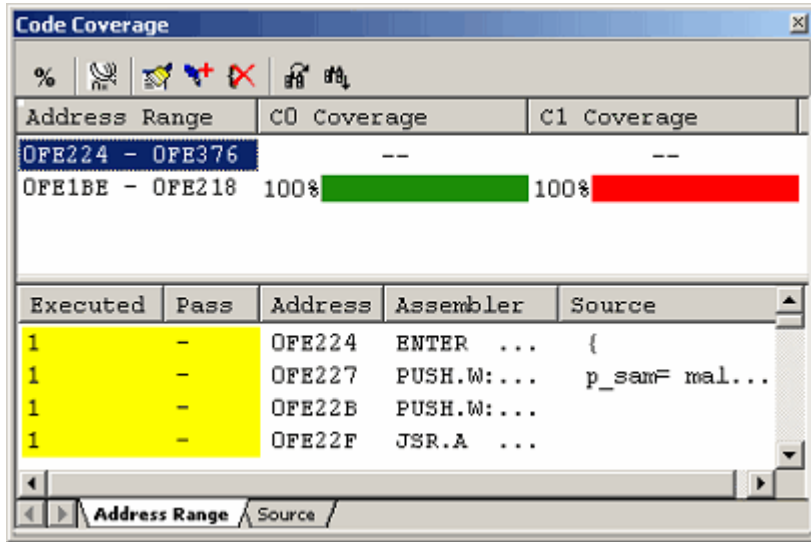 Code Coverage
%
Address Range C0 Coverage C1 Coverage
0FE224 - 0FE376 -- --
0FE1BE - 0FE218 100% 100%
Executed Pass Address Assembler Source
1 - 0FE224 ENTER ... {
1 - 0FE227 PUSH.W:... p_sam= mal...
1 - 0FE22B PUSH.W:...
1 - 0FE22F JSR.A ...
Address Range Source